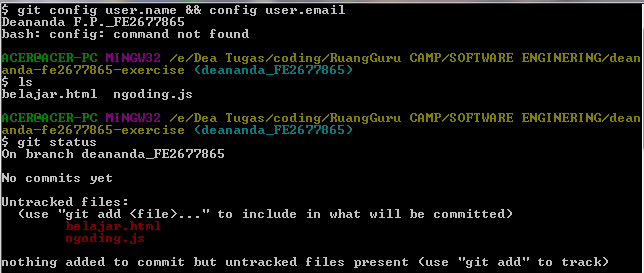 $ git config user.name && config user.email
Deananda F.P._FE2677865
bash: config: command not found
ACER@ACER-PC MINGW32 /e/Dea Tugas/coding/RuangGuru CAMP/SOFTWARE ENGINERING/dean
anda-fe2677865-exercise (deananda_FE2677865)
$ ls
belajar.html  ngoding.js
ACER@ACER-PC MINGW32 /e/Dea Tugas/coding/RuangGuru CAMP/SOFTWARE ENGINERING/dean
anda-fe2677865-exercise (deananda_FE2677865)
$ git status
On branch deananda_FE2677865
No commits yet
Untracked files:
  (use "git add <file>..." to include in what will be committed)
        belajar.html
        ngoding.js
nothing added to commit but untracked files present (use "git add" to track)